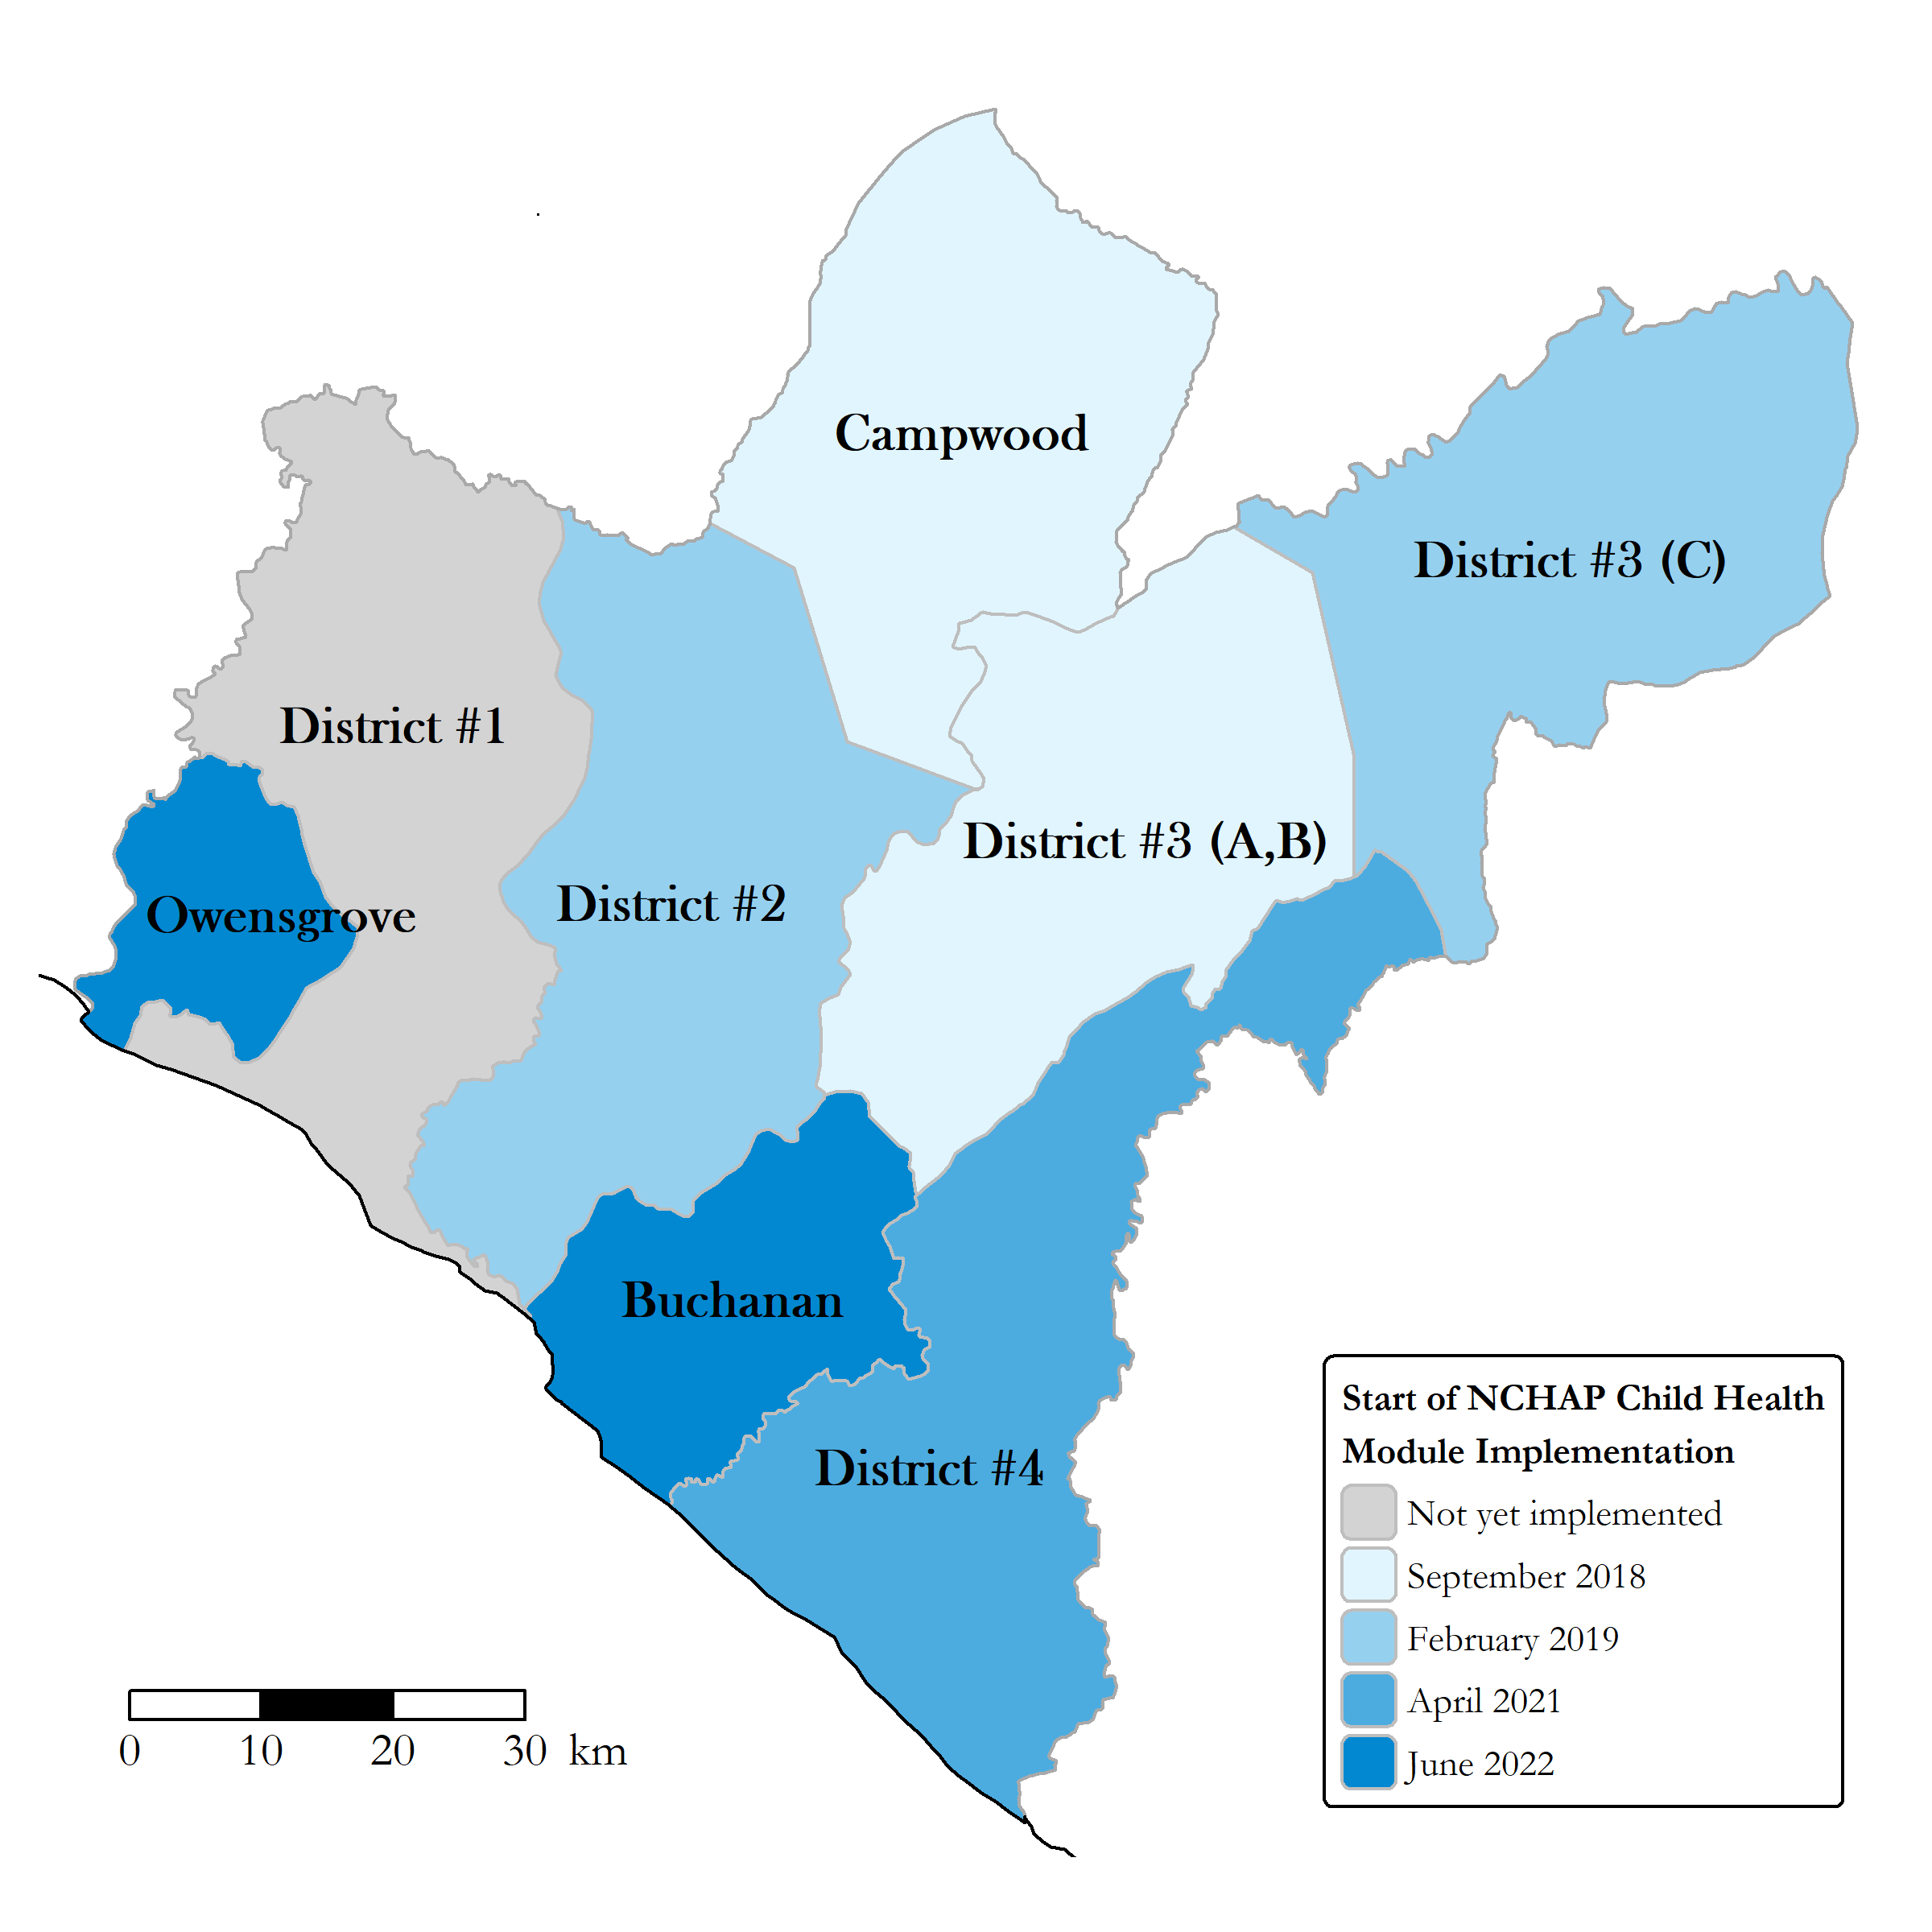 Campwood
District #3 (C)
District #1
District #3 (A,B)
District #2
Owensgrove
Buchanan
District #4
Start of NCHAP Child Health
Module Implementation
Not yet implemented
September 2018
February 2019
April 2021
June 2022
0 10 20 30 km